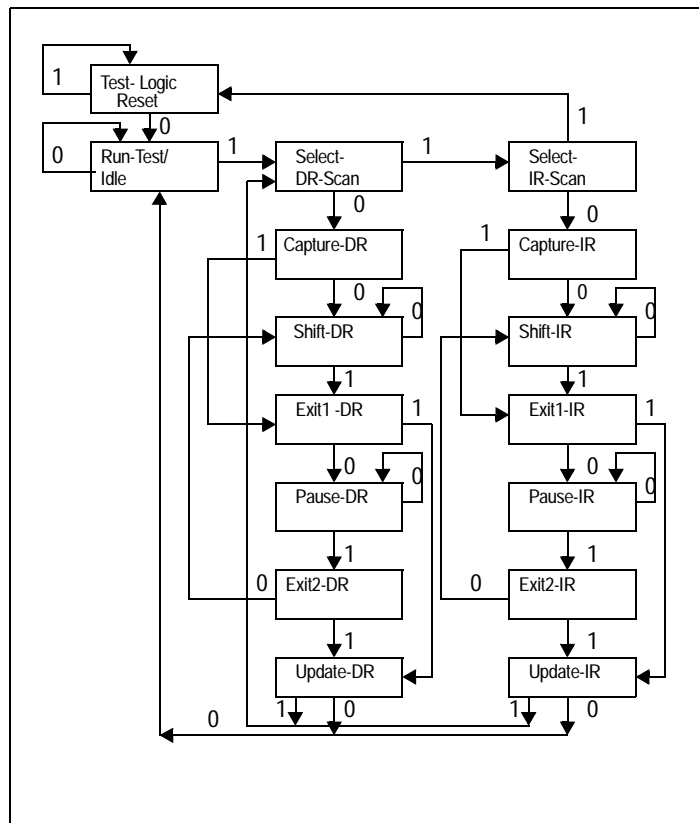 1
Test- Logic
Reset
0
1
0
Run-Test/
Idle
1
Select-
DR-Scan
1
Select-
IR-Scan
0
0
1
Capture-DR
1
Capture-IR
0
0
Shift-DR
0
Shift-IR
0
1
1
Exit1 -DR
1
Exit1-IR
1
0
0
Pause-DR
0
Pause-IR
0
1
1
0
Exit2-DR
0
Exit2-IR
1
1
Update-DR
Update-IR
0
1
0
1
0